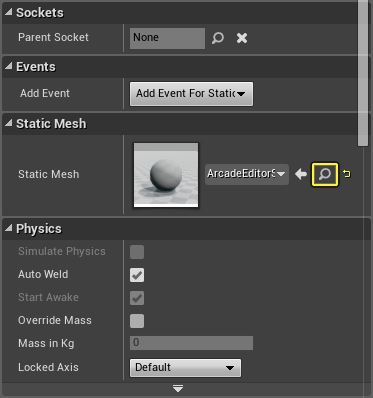 Sockets
Parent Socket None
Events
Add Event Add Event For Static
Static Mesh
Static Mesh ArcadeEditorS
Physics
Simulate Physics
Auto Weld
Start Awake
Override Mass
Mass in Kg 0
Locked Axis Default